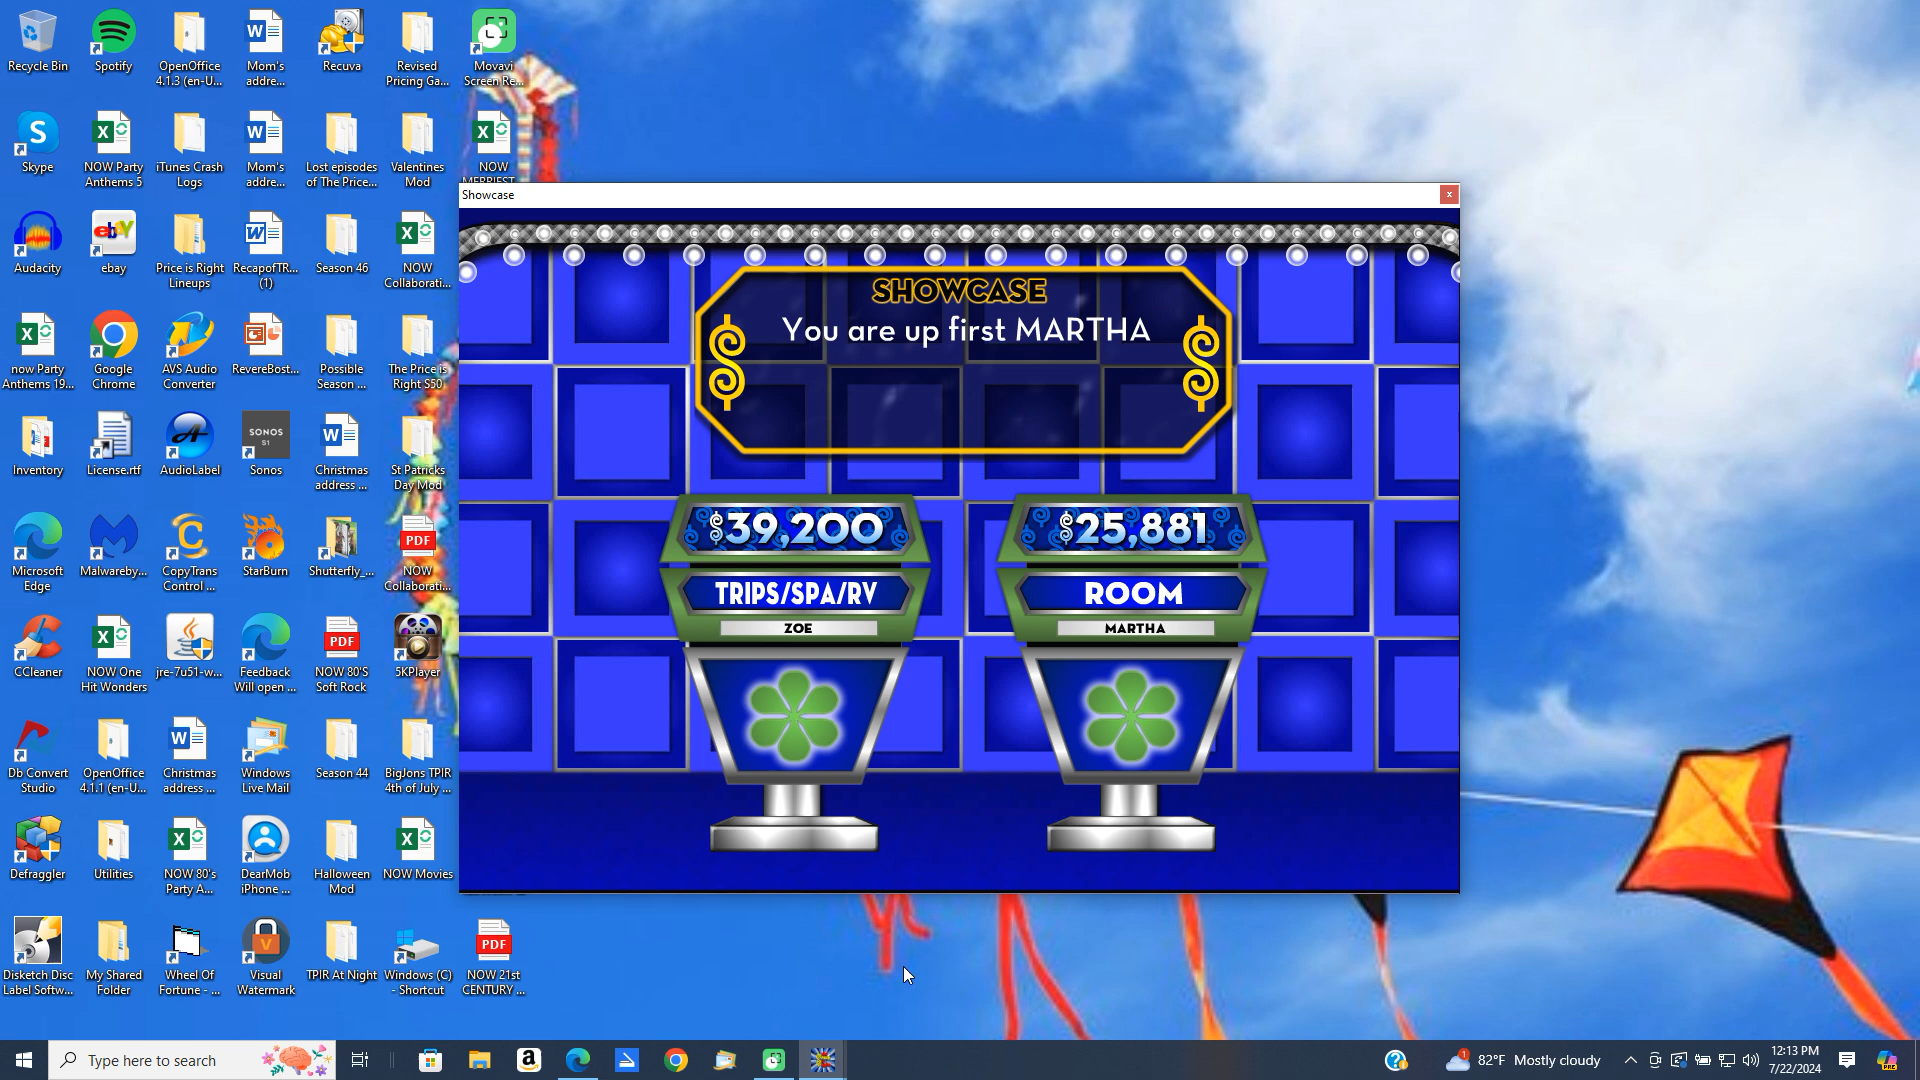 Recycle Bin
Spotify
OpenOffice
4.1.3 (en-U...
Mom's
addre...
Recuva
Revised
Pricing Ga...
Movavi
Screen Re...
Skype
NOW Party
Anthems 5
iTunes Crash
Logs
Mom's
addre...
Lost episodes
of The Price...
Valentines
Mod
NOW
MERRIEST
Audacity
ebay
Price is Right
Lineups
RecapofTR...
(1)
Season 46
NOW
Collaborati...
now Party
Anthems 19...
Google
Chrome
AVS Audio
Converter
RevereBost...
Possible
Season ...
The Price is
Right S50
Inventory
License.rtf
AudioLabel
SONOS
S1
Sonos
Christmas
address ...
St Patricks
Day Mod
Microsoft
Edge
Malwareby...
CopyTrans
Control ...
StarBurn
Shutterfly_...
PDF
NOW
Collaborati...
CCleaner
NOW One
Hit Wonders
jre-7u51-w...
Feedback
Will open ...
PDF
NOW 80'S
Soft Rock
5KPlayer
Db Convert
Studio
OpenOffice
4.1.1 (en-U...
Christmas
address ...
Windows
Live Mail
Season 44
BigJons TPIR
4th of July ...
Defraggler
Utilities
NOW 80's
Party A...
DearMob
iPhone ...
Halloween
Mod
NOW Movies
Disketch Disc
Label Softw...
My Shared
Folder
Wheel Of
Fortune - ...
Visual
Watermark
TPIR At Night
Windows (C)
- Shortcut
PDF
NOW 21st
CENTURY ...
Showcase
SHOWCASE
You are up first MARTHA
$39,200
TRIPS/SPA/RV
ZOE
$25,881
ROOM
MARTHA
Type here to search
1
82°F Mostly cloudy
12:13 PM
7/22/2024
PRE